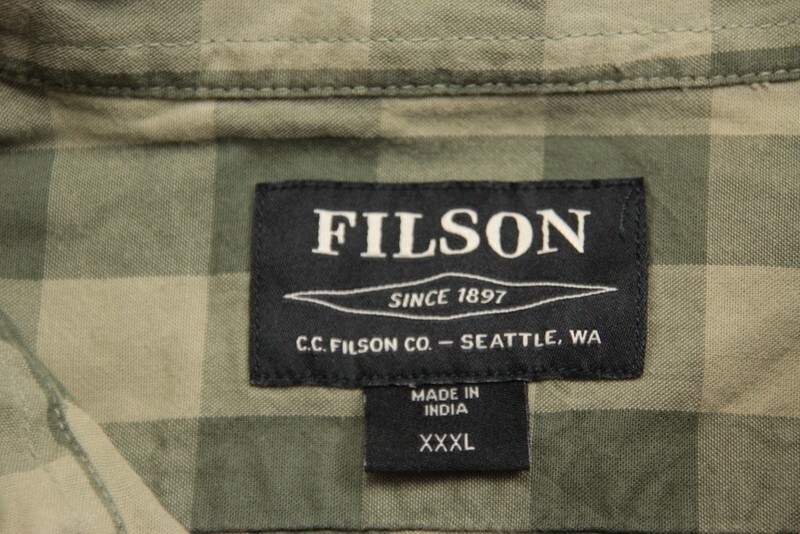 FILSON
SINCE 1897
C.C. FILSON CO. – SEATTLE, WA
MADE IN
INDIA
XXXL